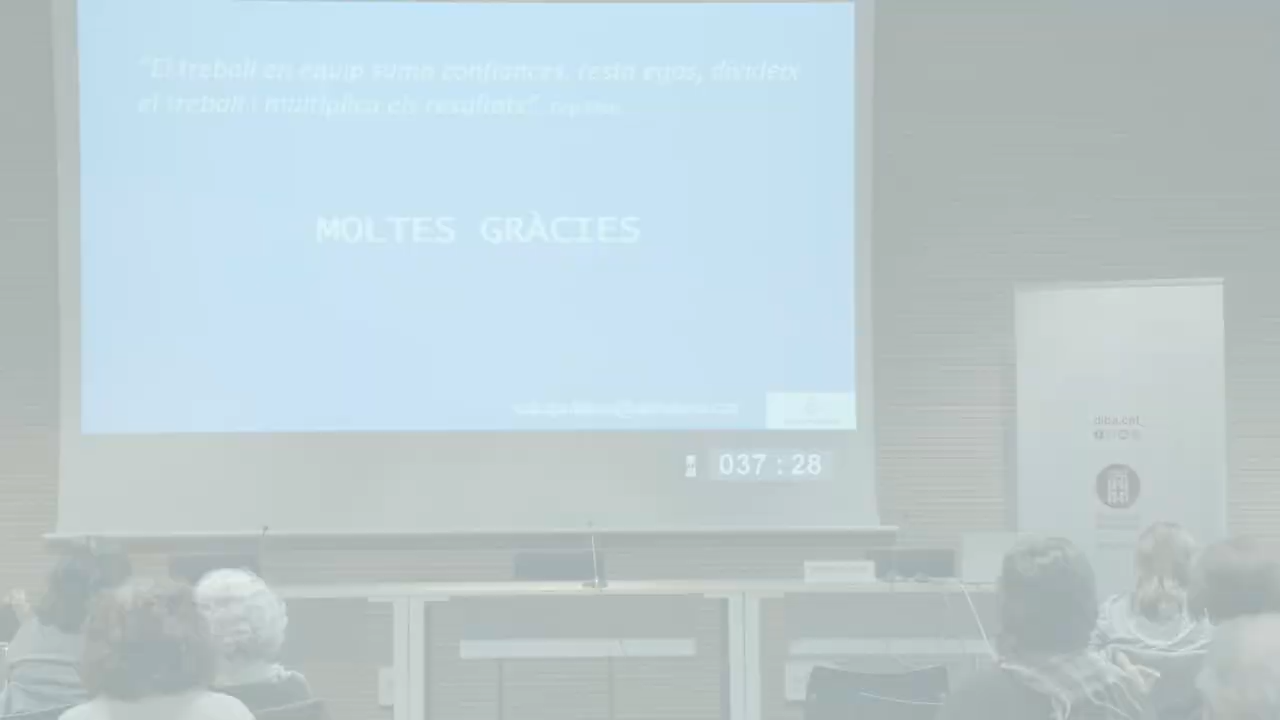 "El treball en equip suma confiances, resta egos, divideix
el treball i multiplica els resultats".
MOLTES GRÀCIES
037 : 28
diba.cat